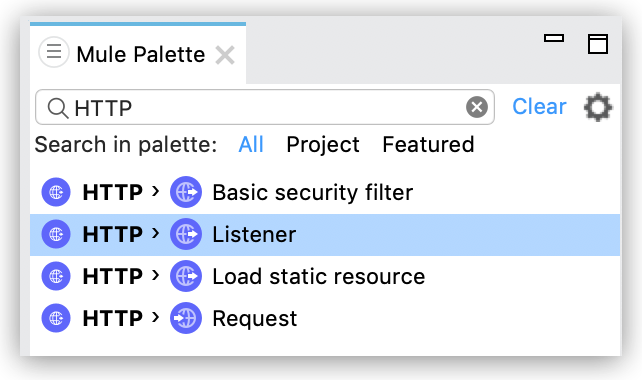 Mule Palette
HTTP Clear
Search in palette: All Project Featured
HTTP › Basic security filter
HTTP › Listener
HTTP › Load static resource
HTTP › Request